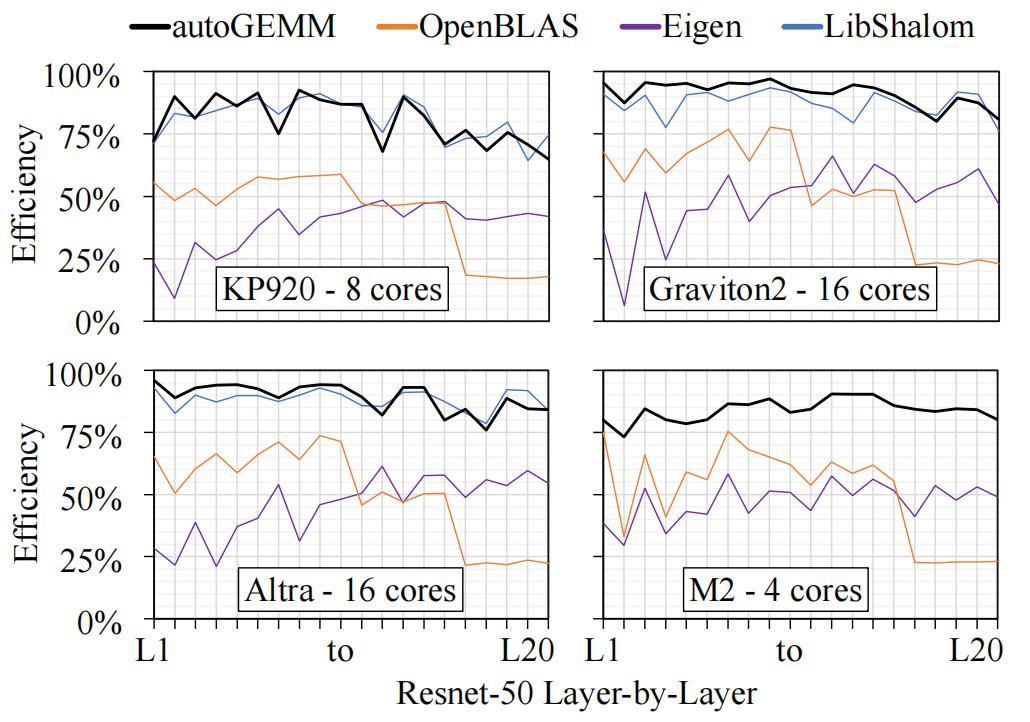 autoGEMM OpenBLAS Eigen LibShalom
100%
75%
50%
25%
0%
Efficiency
KP920 - 8 cores
Graviton2 - 16 cores
100%
75%
50%
25%
0%
Efficiency
Altra - 16 cores
M2 - 4 cores
L1 to L20
L1 to L20
Resnet-50 Layer-by-Layer